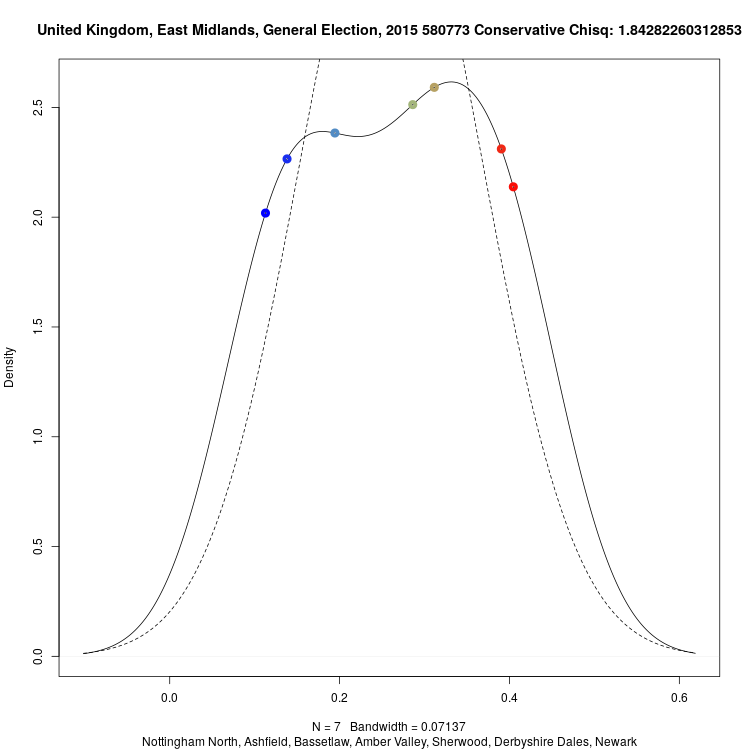 United Kingdom, East Midlands, General Election, 2015 580773 Conservative Chisq: 1.84282260312853
Density
2.5
2.0
1.5
1.0
0.5
0.0
0.0 0.2 0.4 0.6
N = 7 Bandwidth = 0.07137
Nottingham North, Ashfield, Bassetlaw, Amber Valley, Sherwood, Derbyshire Dales, Newark